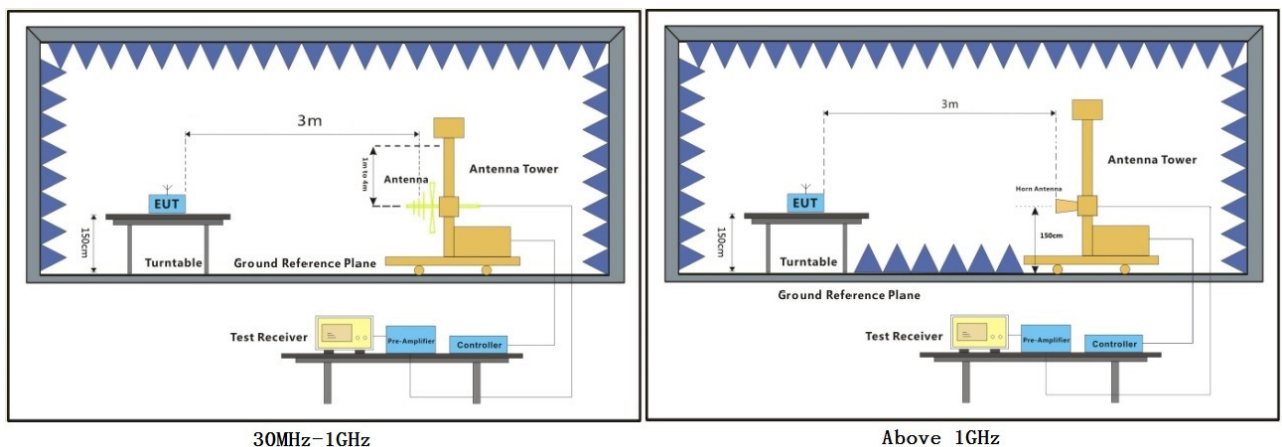 3m
1m to 4m
Antenna
Antenna Tower
EUT
150cm
Turntable
Ground Reference Plane
Test Receiver
Pre-Amplifier
Controller
30MHz-1GHz
3m
Antenna Tower
Horn Antenna
EUT
150cm
150cm
Turntable
Ground Reference Plane
Test Receiver
Pre-Amplifier
Controller
Above 1GHz